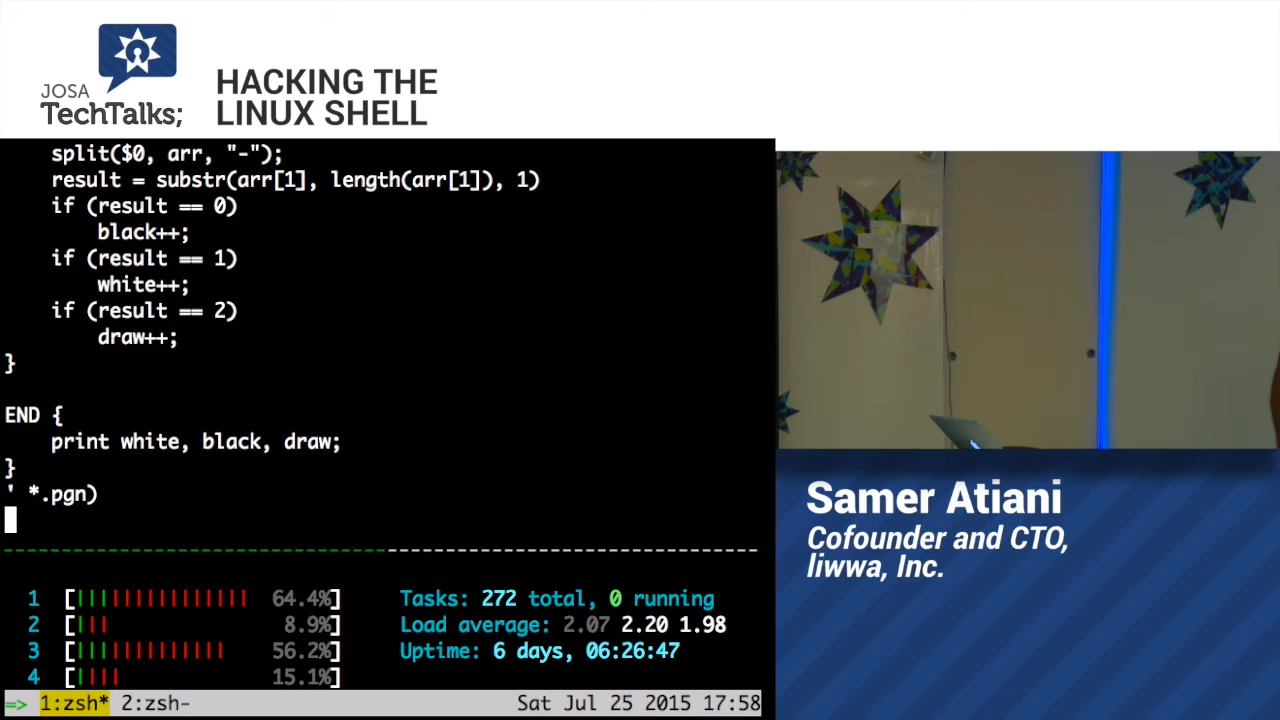 JOSA
TechTalks;
HACKING THE
LINUX SHELL
split($0, arr, "-");
result = substr(arr[1], length(arr[1]), 1)
if (result == 0)
black++;
if (result == 1)
white++;
if (result == 2)
draw++;
}
END {
print white, black, draw;
}
' *.pgn)
1 [||||||||||||||||| 64.4%]
2 [|||| 8.9%]
3 [|||||||||||||| 56.2%]
4 [|||| 15.1%]
Tasks: 272 total, 0 running
Load average: 2.07 2.20 1.98
Uptime: 6 days, 06:26:47
=> 1:zsh* 2:zsh- Sat Jul 25 2015 17:58
Samer Atiani
Cofounder and CTO,
liwwa, Inc.